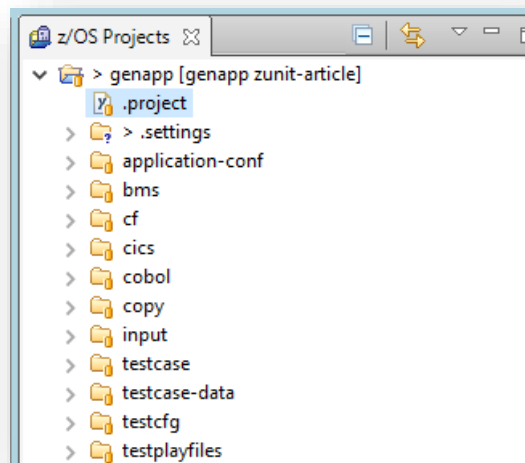 z/OS Projects
> genapp [genapp zunit-article]
.project
> .settings
application-conf
bms
cf
cics
cobol
copy
input
testcase
testcase-data
testcfg
testplayfiles